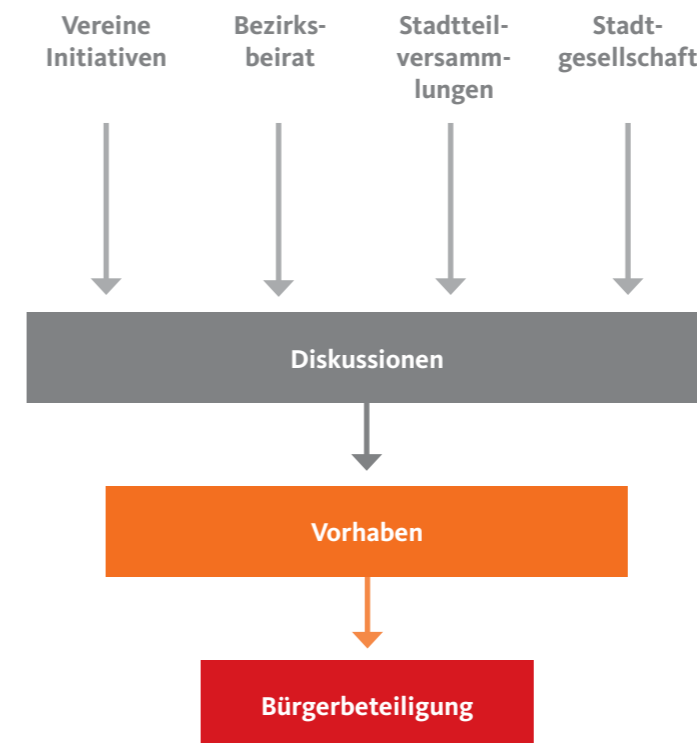 Vereine
Initiativen
Bezirks-
beirat
Stadtteil-
versamm-
lungen
Stadt-
gesellschaft
Diskussionen
Vorhaben
Bürgerbeteiligung